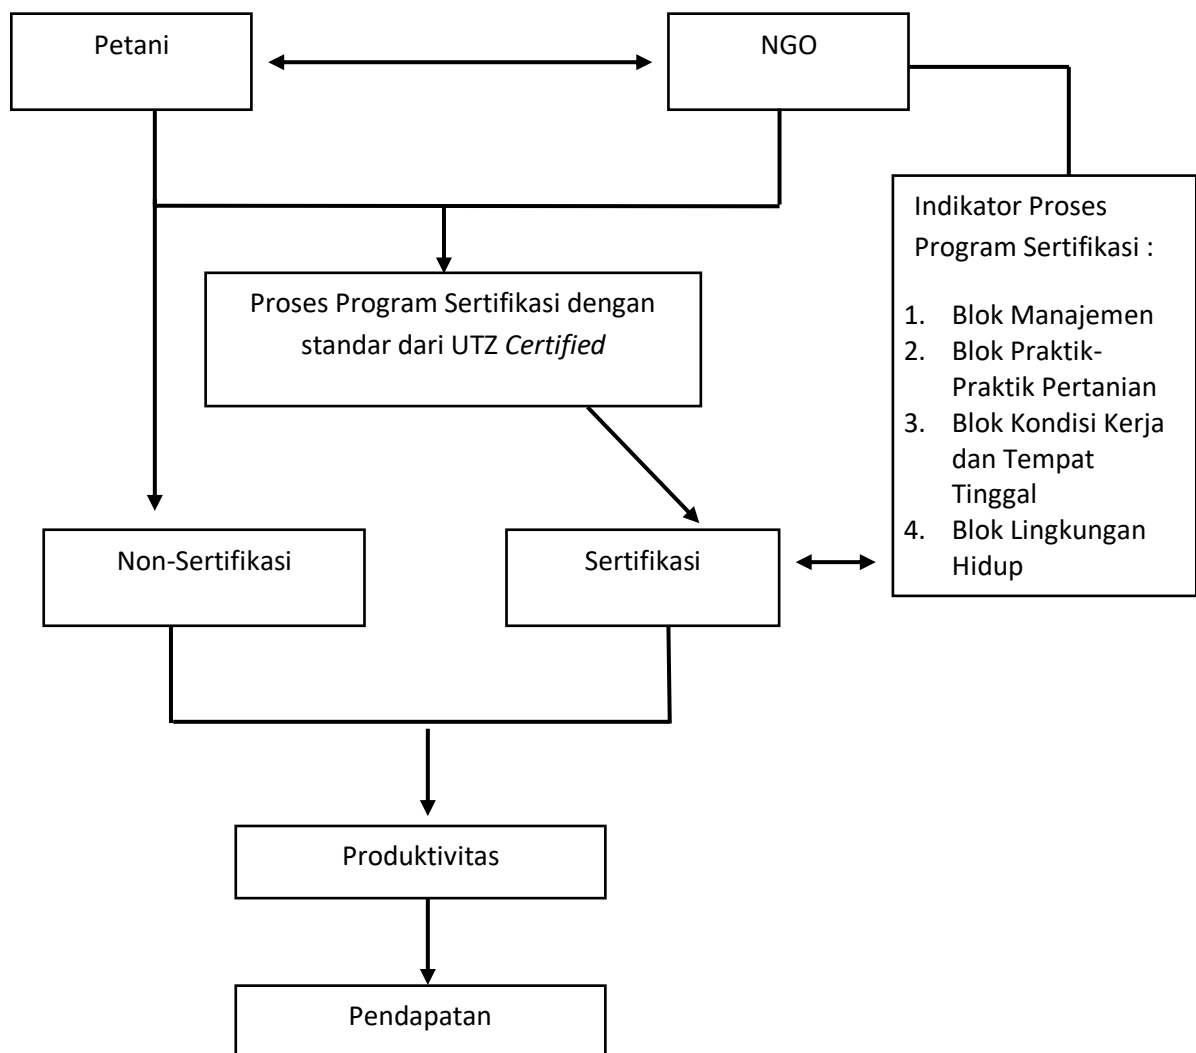 Petani
NGO
Indikator Proses
Program Sertifikasi :
1. Blok Manajemen
2. Blok Praktik-
Praktik Pertanian
3. Blok Kondisi Kerja
dan Tempat
Tinggal
4. Blok Lingkungan
Hidup
Proses Program Sertifikasi dengan
standar dari UTZ Certified
Non-Sertifikasi
Sertifikasi
Produktivitas
Pendapatan